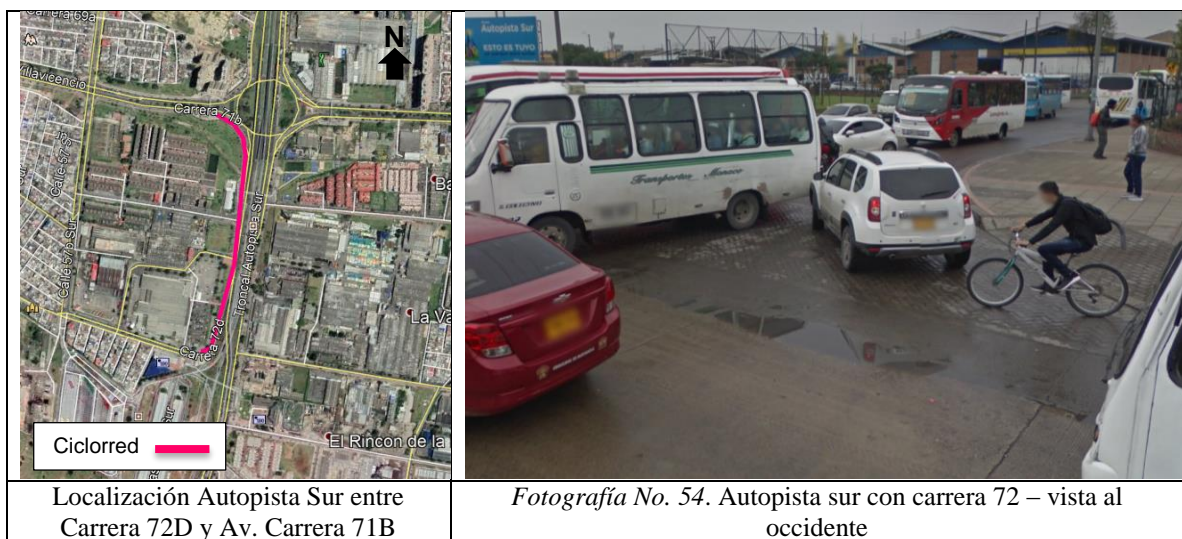 Carrera 69a
N
Villavicencio
Carrera 71b
Calle 57 S
Ba
Calle 57b Sur
Troncal Autopista Sur
La Va
Carrera 72d
Sur
El Rincon de la
Ciclorred
Autopista Sur
ESTO ES TUYO
Transportes Monaco
Localización Autopista Sur entre
Carrera 72D y Av. Carrera 71B
Fotografía No. 54. Autopista sur con carrera 72 – vista al
occidente